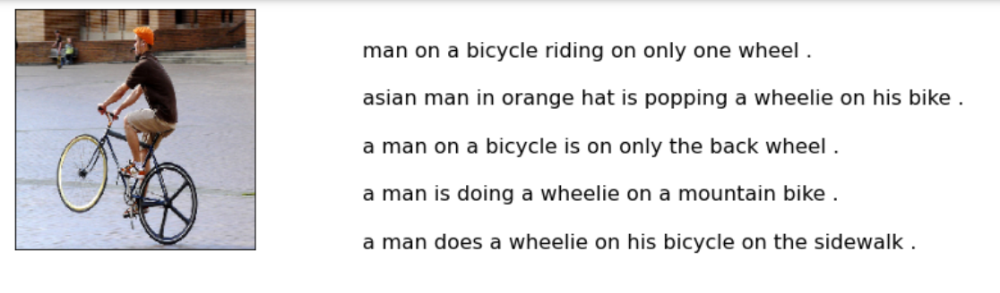 man on a bicycle riding on only one wheel .
asian man in orange hat is popping a wheelie on his bike .
a man on a bicycle is on only the back wheel .
a man is doing a wheelie on a mountain bike .
a man does a wheelie on his bicycle on the sidewalk .